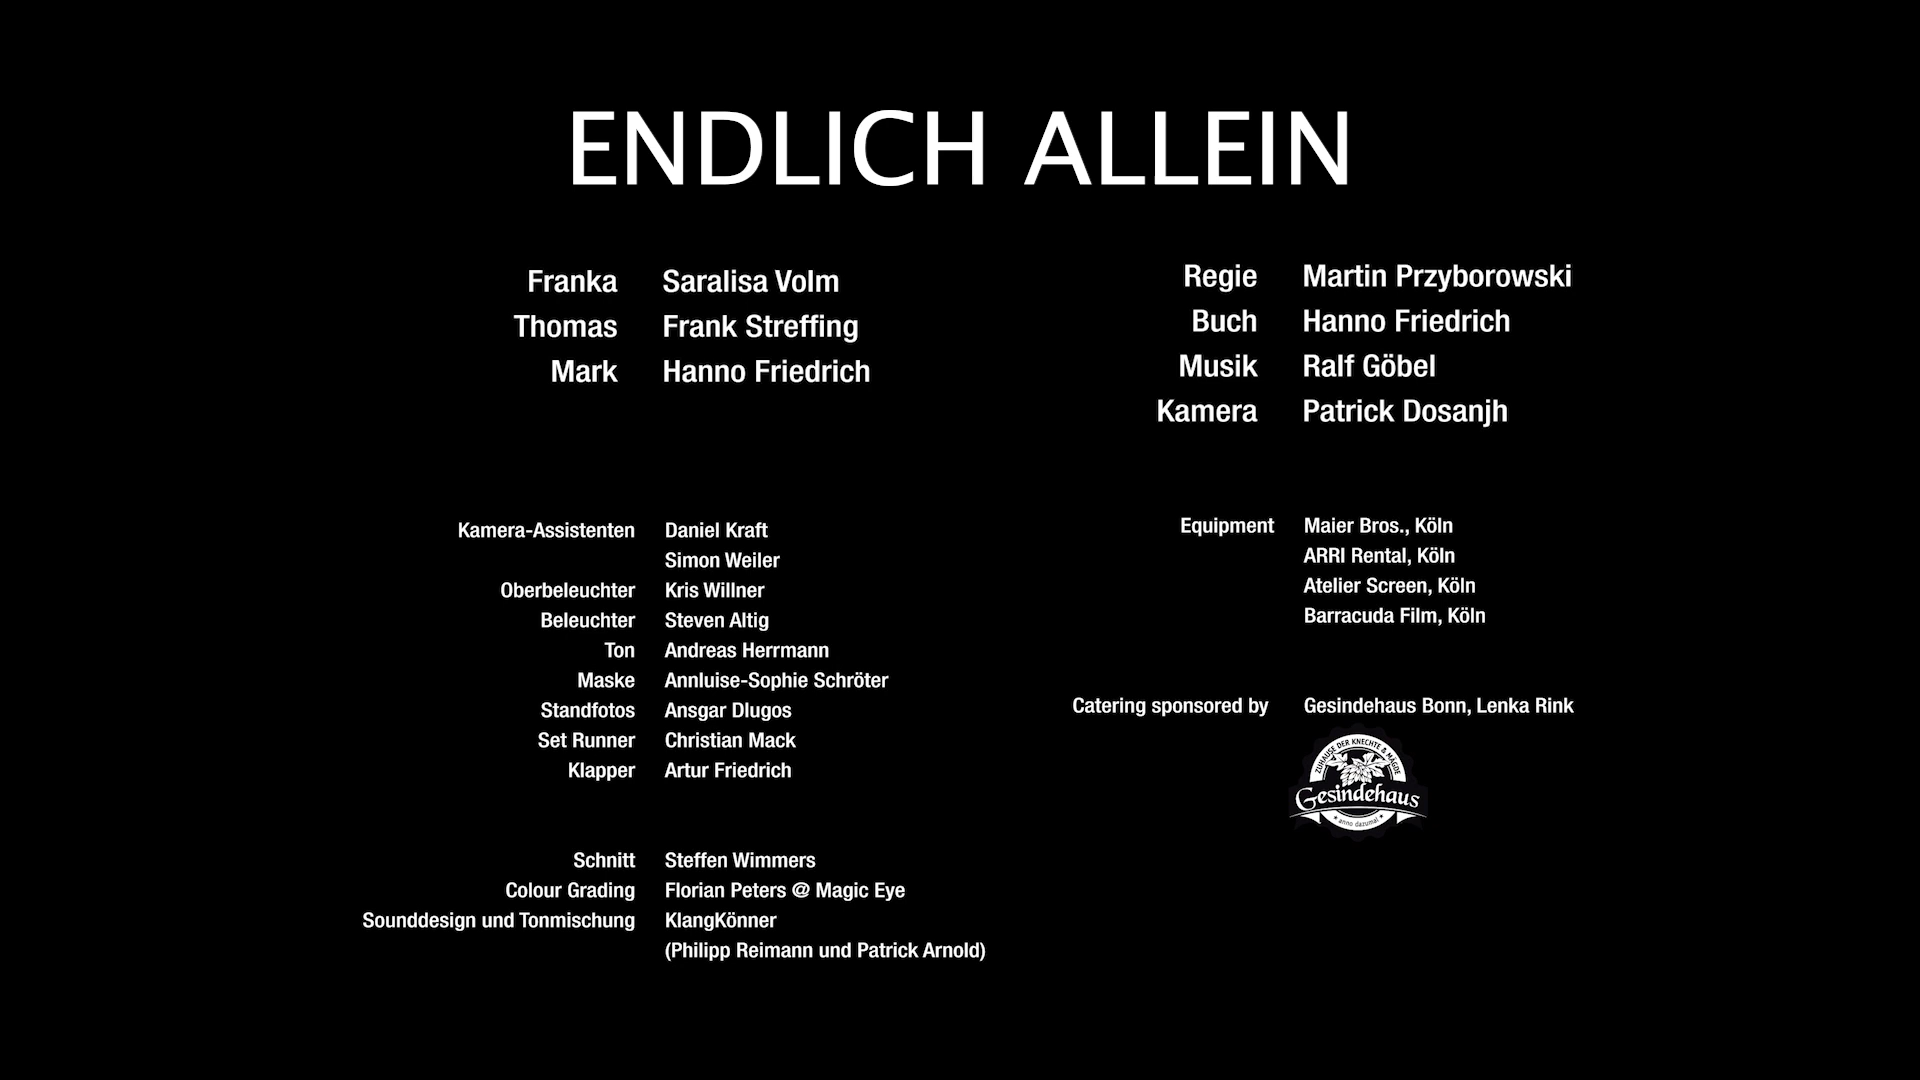 ENDLICH ALLEIN
Franka Saralisa Volm
Thomas Frank Streffing
Mark Hanno Friedrich
Regie Martin Przyborowski
Buch Hanno Friedrich
Musik Ralf Göbel
Kamera Patrick Dosanjh
Kamera-Assistenten Daniel Kraft
Simon Weiler
Oberbeleuchter Kris Willner
Beleuchter Steven Altig
Ton Andreas Herrmann
Maske Annluise-Sophie Schröter
Standfotos Ansgar Dlugos
Set Runner Christian Mack
Klapper Artur Friedrich
Schnitt Steffen Wimmers
Colour Grading Florian Peters @ Magic Eye
Sounddesign und Tonmischung KlangKönner
(Philipp Reimann und Patrick Arnold)
Equipment Maier Bros., Köln
ARRI Rental, Köln
Atelier Screen, Köln
Barracuda Film, Köln
Catering sponsored by Gesindehaus Bonn, Lenka Rink
ZUHAUSE DER KNECHTE & MÄGDE
Gesindehaus
* anno dazumal *